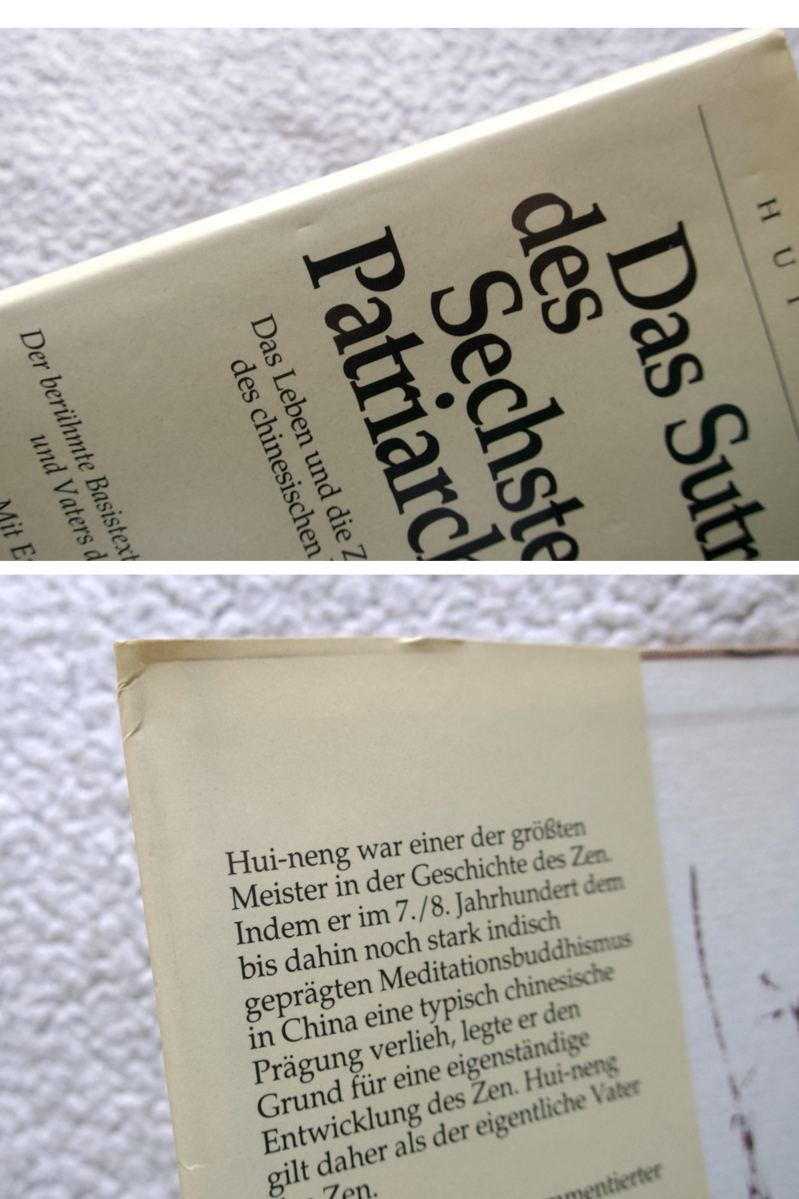 HUI
Das Sutr
des
Sechste
Patriarch
Das Leben und die Z
des chinesischen
Der berühmte Basistext
und Vaters d
Mit E
Hui-neng war einer der größten
Meister in der Geschichte des Zen.
Indem er im 7./8. Jahrhundert dem
bis dahin noch stark indisch
geprägten Meditationsbuddhismus
in China eine typisch chinesische
Prägung verlieh, legte er den
Grund für eine eigenständige
Entwicklung des Zen. Hui-neng
gilt daher als der eigentliche Vater
Zen.
mmentierter